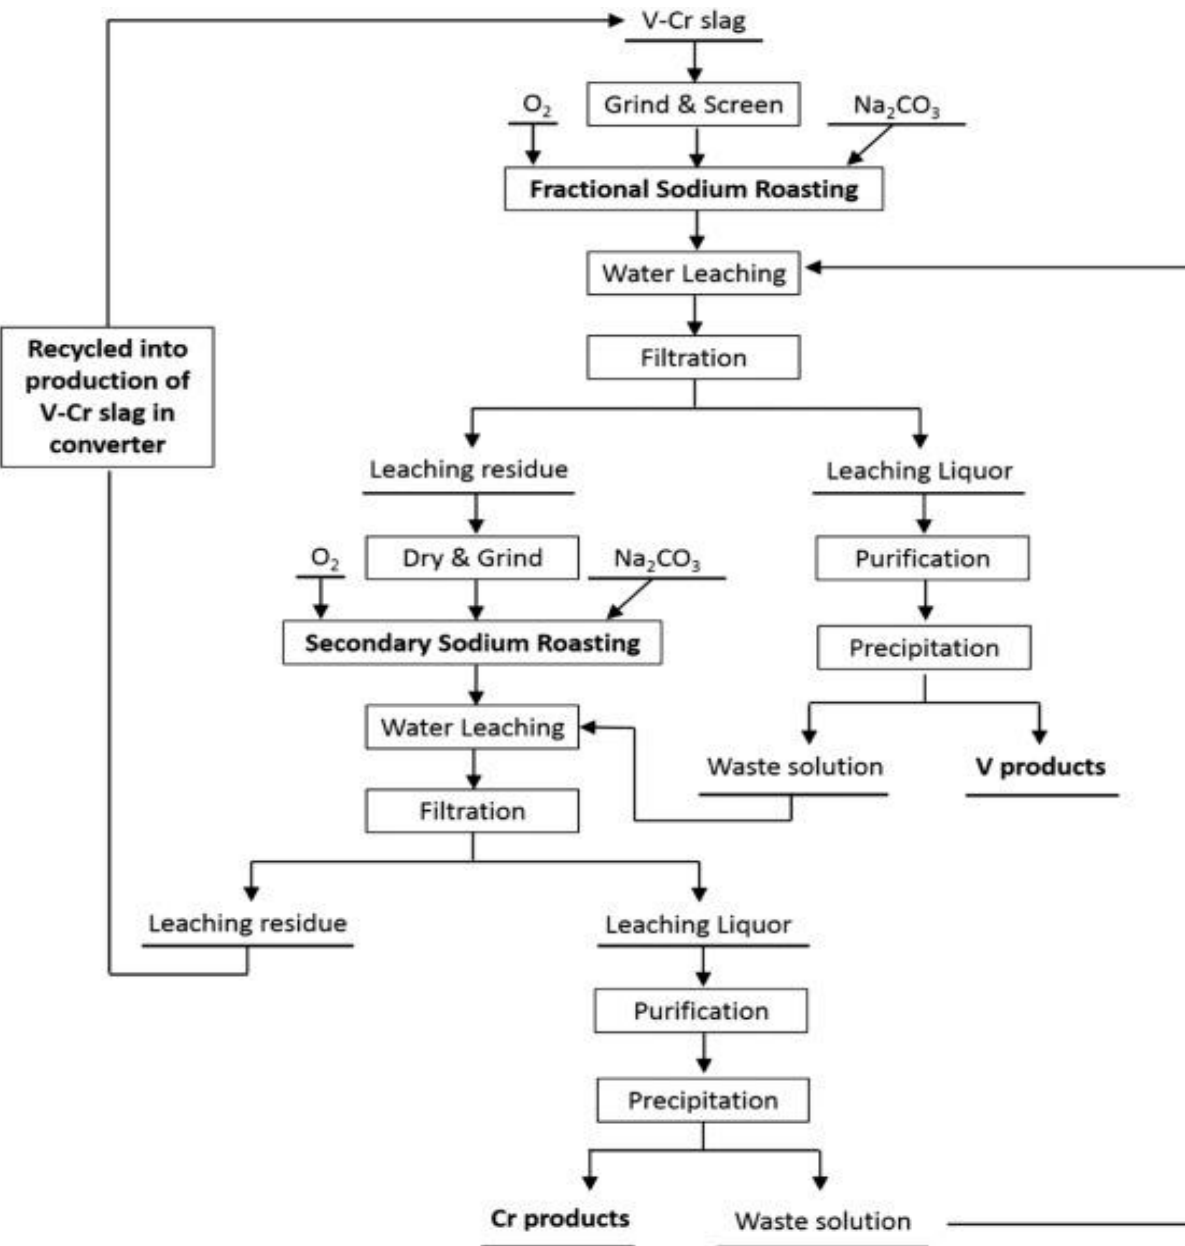 V-Cr slag
O₂
Grind & Screen
Na₂CO₃
Fractional Sodium Roasting
Water Leaching
Filtration
Recycled into
production of
V-Cr slag in
converter
Leaching residue
Leaching Liquor
O₂
Dry & Grind
Na₂CO₃
Purification
Secondary Sodium Roasting
Precipitation
Water Leaching
Waste solution
V products
Filtration
Leaching residue
Leaching Liquor
Purification
Precipitation
Cr products
Waste solution